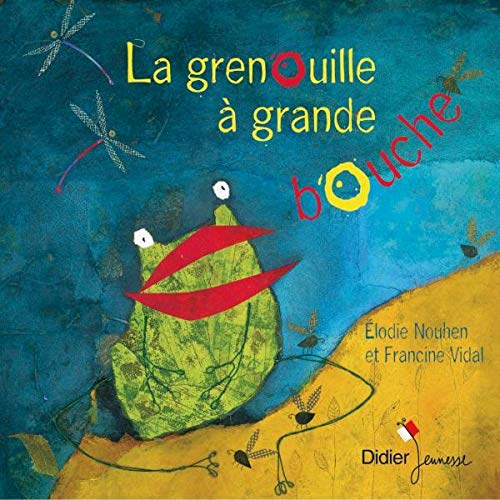 La grenOuille
à grande
bOuche
Élodie Nouhen
et Francine Vidal
Didier Jeunesse